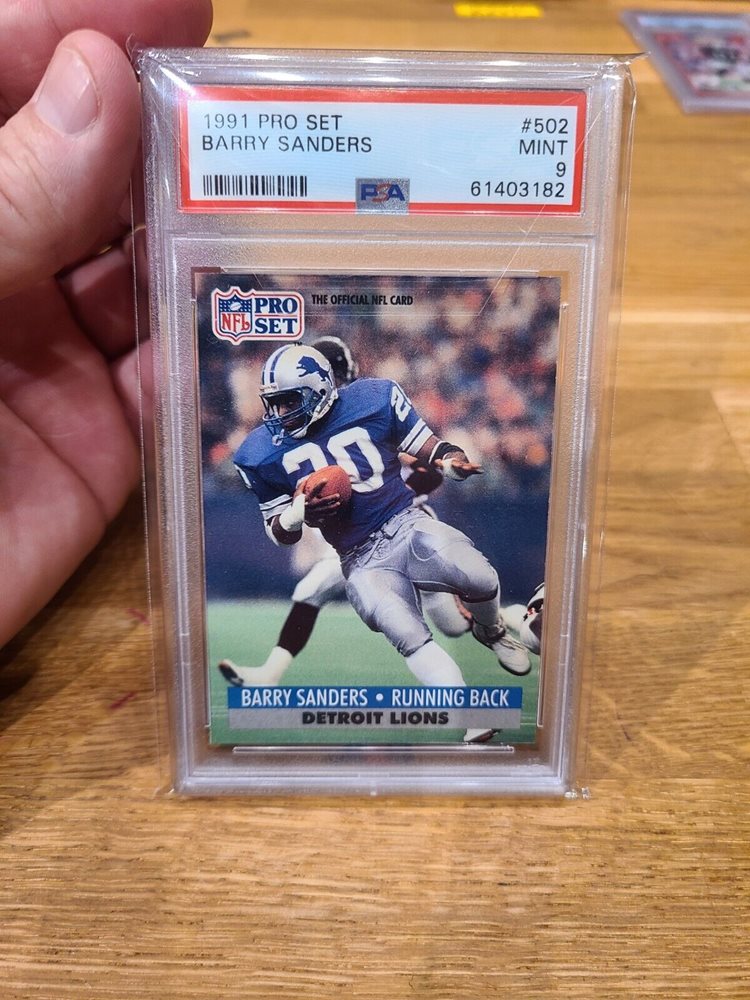 1991 PRO SET #502
BARRY SANDERS MINT
9
PSA 61403182
NFL PRO SET THE OFFICIAL NFL CARD
20
20
BARRY SANDERS • RUNNING BACK
DETROIT LIONS